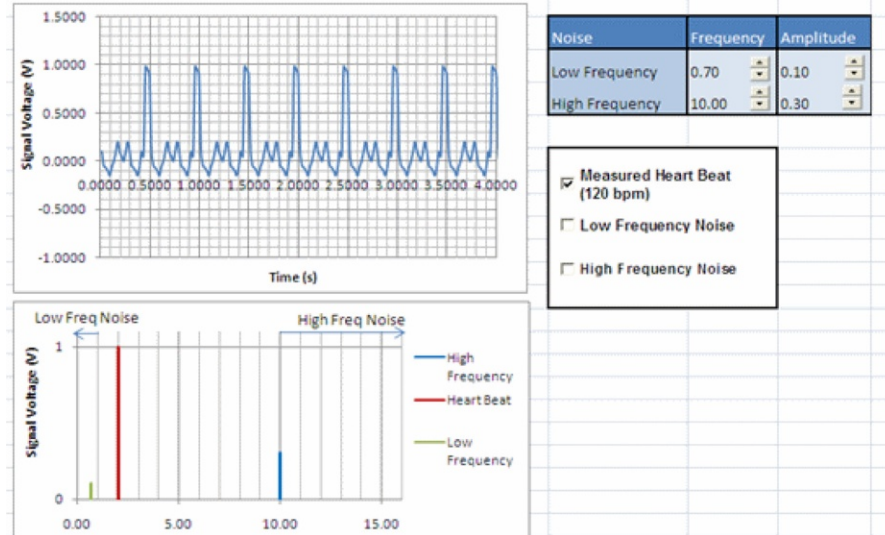 1.5000
1.0000
0.5000
0.0000
-0.5000
-1.0000
0.0000 0.5000 1.0000 1.5000 2.0000 2.5000 3.0000 3.5000 4.0000
Signal Voltage (V)
Time (s)
Noise Frequency Amplitude
Low Frequency 0.70 0.10
High Frequency 10.00 0.30
Measured Heart Beat
(120 bpm)
Low Frequency Noise
High Frequency Noise
Low Freq Noise
High Freq Noise
Signal Voltage (V)
1
0
0.00 5.00 10.00 15.00
High
Frequency
Heart Beat
Low
Frequency